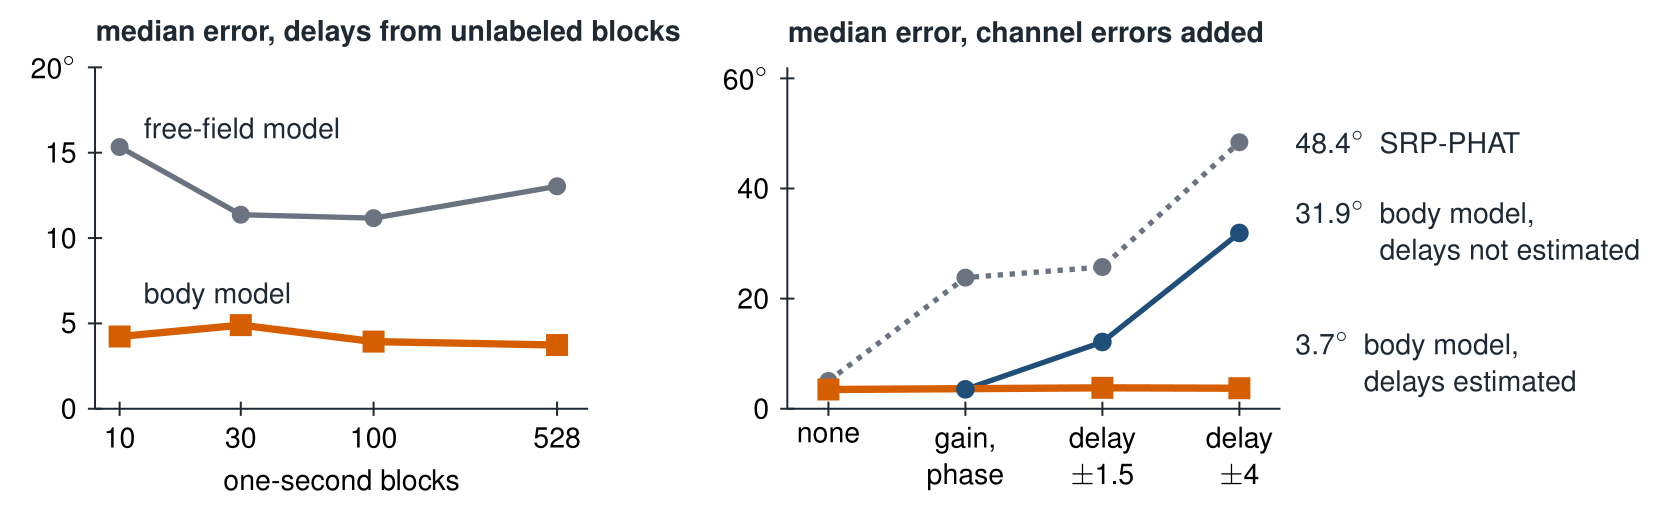 median error, delays from unlabeled blocks
20°
15
10
5
0
free-field model
body model
10 30 100 528
one-second blocks
median error, channel errors added
60°
40
20
0
none
gain,
phase
delay
±1.5
delay
±4
48.4° SRP-PHAT
31.9° body model,
delays not estimated
3.7° body model,
delays estimated